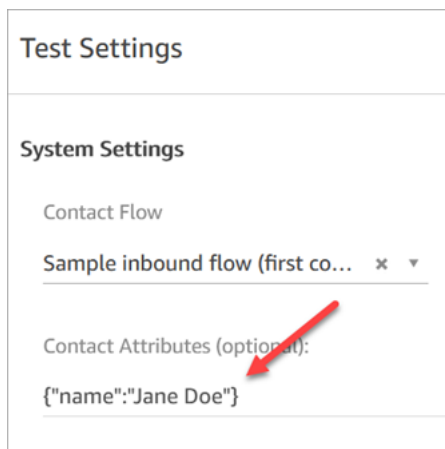 Test Settings
System Settings
Contact Flow
Sample inbound flow (first co...
Contact Attributes (optional):
{"name":"Jane Doe"}